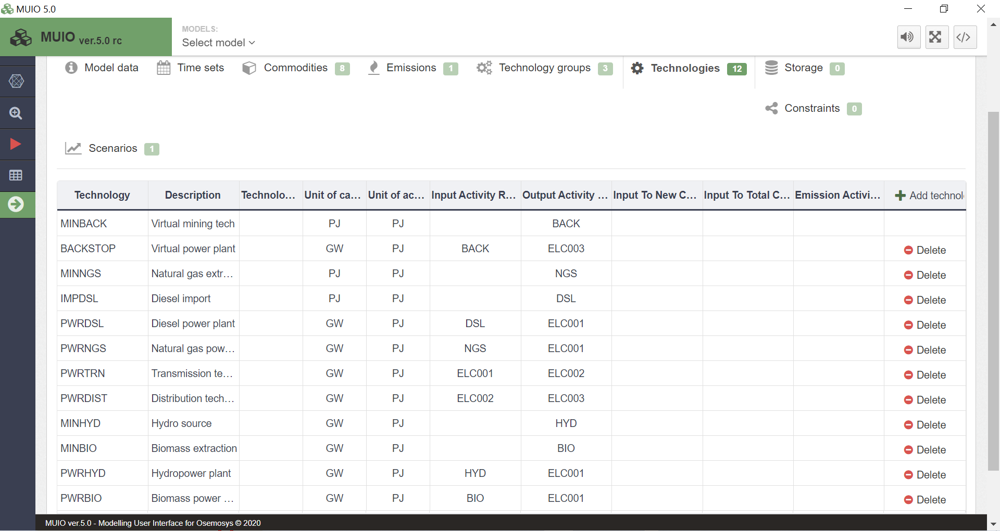 MUIO 5.0
MUIO ver.5.0 rc
MODELS:
Select model
Model data
Time sets
Commodities 8
Emissions 1
Technology groups 3
Technologies 12
Storage 0
Constraints 0
Scenarios 1
Technology Description Technolo... Unit of ca... Unit of ac... Input Activity R... Output Activity ... Input To New C... Input To Total C... Emission Activi... Add technol
MINBACK Virtual mining tech PJ PJ BACK
BACKSTOP Virtual power plant GW PJ BACK ELC003 Delete
MINNGS Natural gas extr... PJ PJ NGS Delete
IMPDSL Diesel import PJ PJ DSL Delete
PWRDSL Diesel power plant GW PJ DSL ELC001 Delete
PWRNGS Natural gas pow... GW PJ NGS ELC001 Delete
PWRTRN Transmission te... GW PJ ELC001 ELC002 Delete
PWRDIST Distribution tech... GW PJ ELC002 ELC003 Delete
MINHYD Hydro source GW PJ HYD Delete
MINBIO Biomass extraction GW PJ BIO Delete
PWRHYD Hydropower plant GW PJ HYD ELC001 Delete
PWRBIO Biomass power ... GW PJ BIO ELC001 Delete
MUIO ver.5.0 - Modelling User Interface for Osemosys © 2020